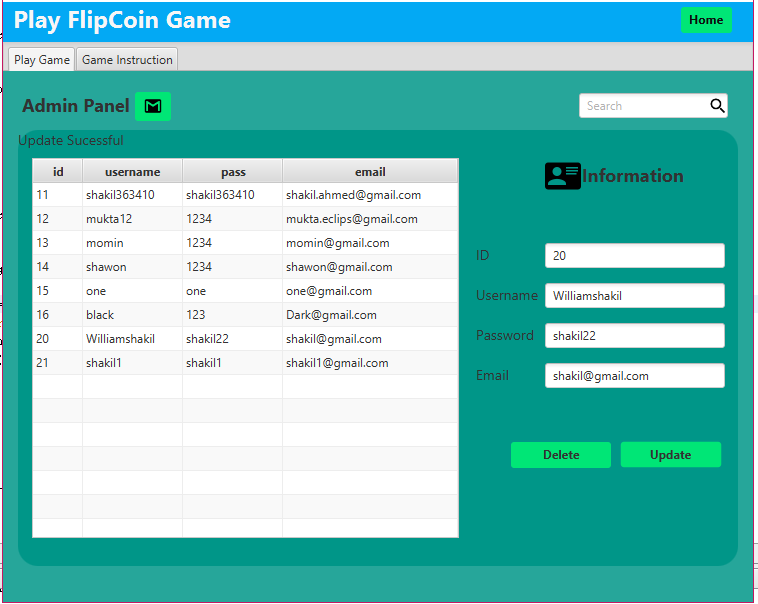 Play FlipCoin Game
Home
Play Game Game Instruction
Admin Panel
Search
Update Sucessful
id username pass email
11 shakil363410 shakil363410 shakil.ahmed@gmail.com
12 mukta12 1234 mukta.eclips@gmail.com
13 momin 1234 momin@gmail.com
14 shawon 1234 shawon@gmail.com
15 one one one@gmail.com
16 black 123 Dark@gmail.com
20 Williamshakil shakil22 shakil@gmail.com
21 shakil1 shakil1 shakil1@gmail.com
Information
ID 20
Username Williamshakil
Password shakil22
Email shakil@gmail.com
Delete Update